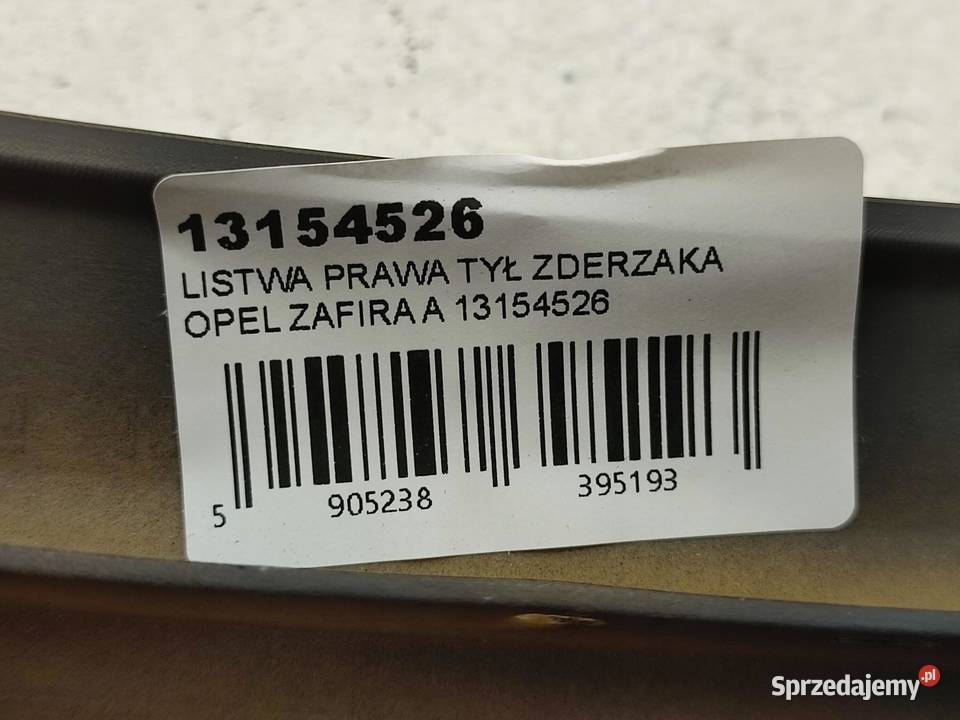 13154526
LISTWA PRAWA TYŁ ZDERZAKA
OPEL ZAFIRA A 13154526
5 905238 395193
Sprzedajemy.pl